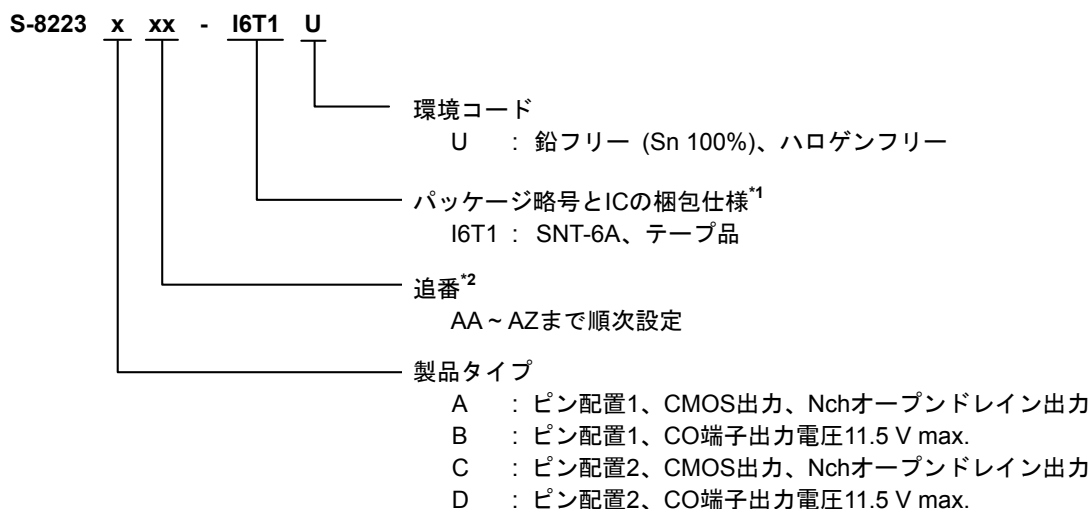 S-8223 x xx - I6T1 U
環境コード
U : 鉛フリー (Sn 100%)、ハロゲンフリー
パッケージ略号とICの梱包仕様*1
I6T1 : SNT-6A、テープ品
追番*2
AA ~ AZまで順次設定
製品タイプ
A : ピン配置1、CMOS出力、Nchオープンドレイン出力
B : ピン配置1、CO端子出力電圧11.5 V max.
C : ピン配置2、CMOS出力、Nchオープンドレイン出力
D : ピン配置2、CO端子出力電圧11.5 V max.